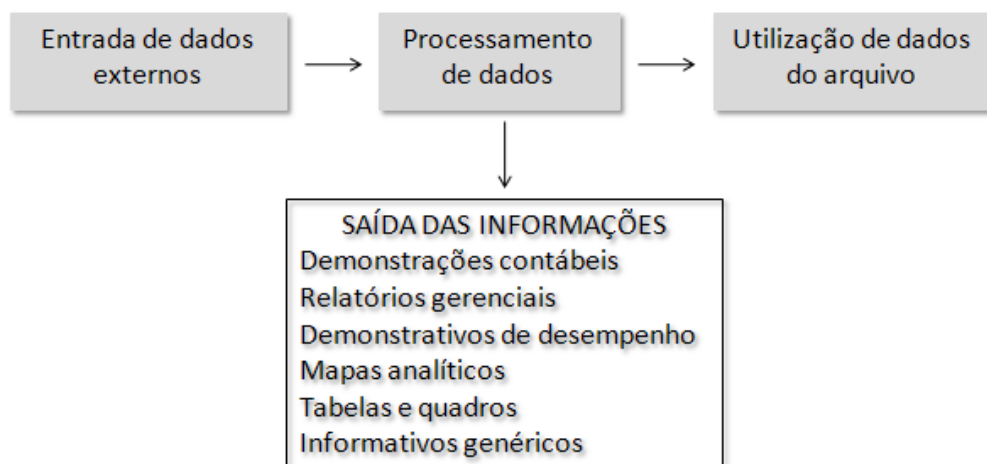 Entrada de dados
externos
Processamento
de dados
Utilização de dados
do arquivo
SAÍDA DAS INFORMAÇÕES
Demonstrações contábeis
Relatórios gerenciais
Demonstrativos de desempenho
Mapas analíticos
Tabelas e quadros
Informativos genéricos